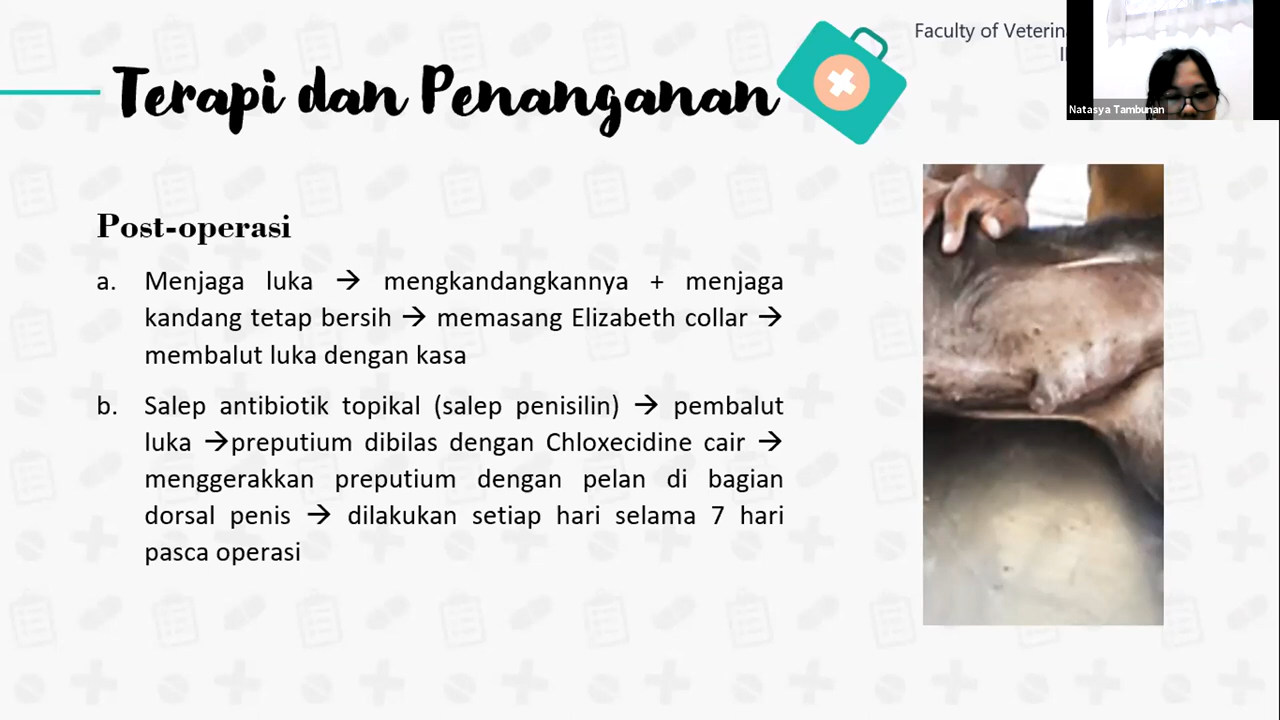 Faculty of
Terapi dan Penanganan
Natasya Tambunan
Post-operasi
a. Menjaga luka → mengkandangkannya + menjaga
kandang tetap bersih → memasang Elizabeth collar →
membalut luka dengan kasa
b. Salep antibiotik topikal (salep penisilin) → pembalut
luka →preputium dibilas dengan Chloxecidine cair →
menggerakkan preputium dengan pelan di bagian
dorsal penis → dilakukan setiap hari selama 7 hari
pasca operasi